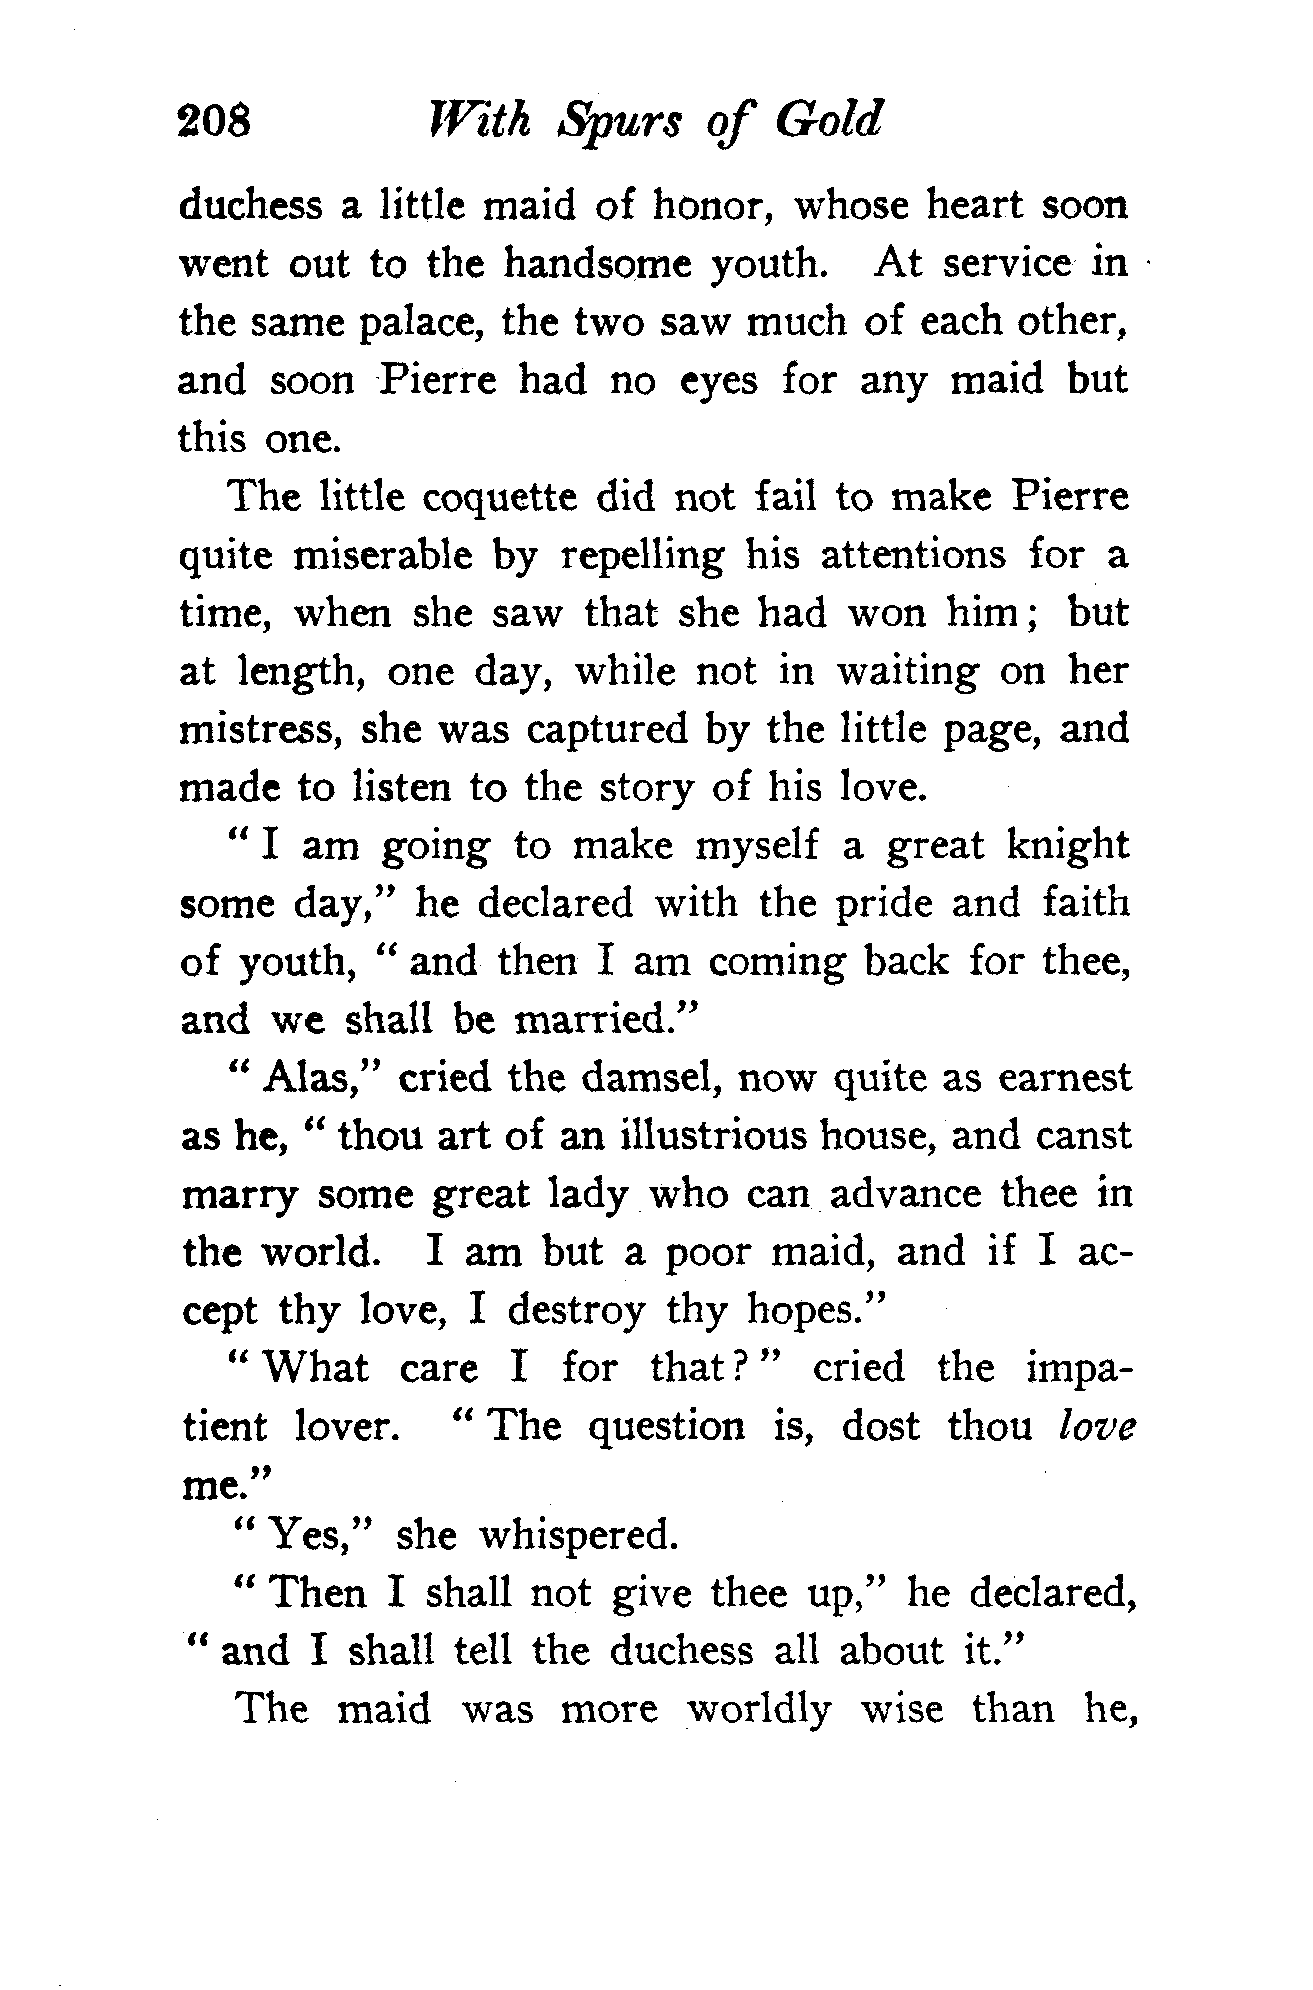 208 With Spurs of Gold
duchess a little maid of honor, whose heart soon
went out to the handsome youth. At service in
the same palace, the two saw much of each other,
and soon Pierre had no eyes for any maid but
this one.
The little coquette did not fail to make Pierre
quite miserable by repelling his attentions for a
time, when she saw that she had won him; but
at length, one day, while not in waiting on her
mistress, she was captured by the little page, and
made to listen to the story of his love.
" I am going to make myself a great knight
some day," he declared with the pride and faith
of youth, " and then I am coming back for thee,
and we shall be married."
" Alas," cried the damsel, now quite as earnest
as he, " thou art of an illustrious house, and canst
marry some great lady who can advance thee in
the world. I am but a poor maid, and if I ac-
cept thy love, I destroy thy hopes."
" What care I for that? " cried the impa-
tient lover. " The question is, dost thou love
me."
" Yes," she whispered.
" Then I shall not give thee up," he declared,
" and I shall tell the duchess all about it."
The maid was more worldly wise than he,